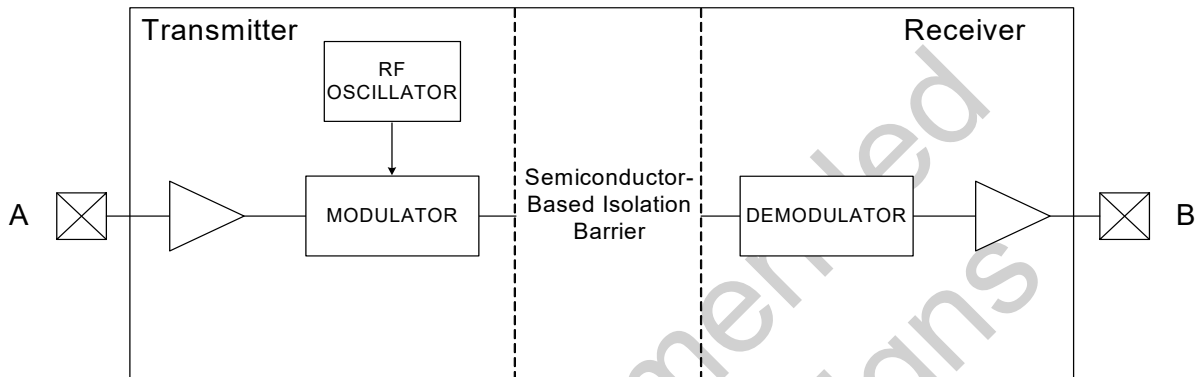 Transmitter
Receiver
RF
OSCILLATOR
Semiconductor-
Based Isolation
Barrier
A
MODULATOR
DEMODULATOR
B